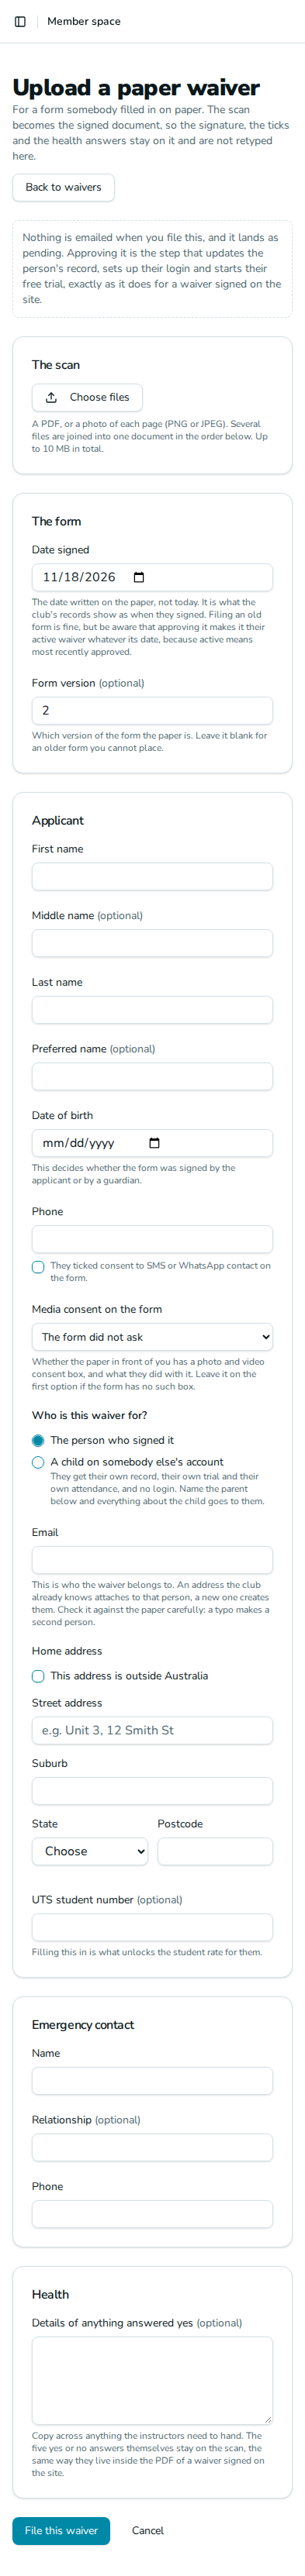 Member space
Upload a paper waiver
For a form somebody filled in on paper. The scan
becomes the signed document, so the signature, the ticks
and the health answers stay on it and are not retyped
here.
Back to waivers
Nothing is emailed when you file this, and it lands as
pending. Approving it is the step that updates the
person's record, sets up their login and starts their
free trial, exactly as it does for a waiver signed on the
site.
The scan
Choose files
A PDF, or a photo of each page (PNG or JPEG). Several
files are joined into one document in the order below. Up
to 10 MB in total.
The form
Date signed
11/18/2026
The date written on the paper, not today. It is what the
club's records show as when they signed. Filing an old
form is fine, but be aware that approving it makes it their
active waiver whatever its date, because active means
most recently approved.
Form version (optional)
2
Which version of the form the paper is. Leave it blank for
an older form you cannot place.
Applicant
First name
Middle name (optional)
Last name
Preferred name (optional)
Date of birth
mm/dd/yyyy
This decides whether the form was signed by the
applicant or by a guardian.
Phone
They ticked consent to SMS or WhatsApp contact on
the form.
Media consent on the form
The form did not ask
Whether the paper in front of you has a photo and video
consent box, and what they did with it. Leave it on the
first option if the form has no such box.
Who is this waiver for?
The person who signed it
A child on somebody else's account
They get their own record, their own trial and their
own attendance, and no login. Name the parent
below and everything about the child goes to them.
Email
This is who the waiver belongs to. An address the club
already knows attaches to that person, a new one creates
them. Check it against the paper carefully: a typo makes a
second person.
Home address
This address is outside Australia
Street address
e.g. Unit 3, 12 Smith St
Suburb
State
Postcode
Choose
UTS student number (optional)
Filling this in is what unlocks the student rate for them.
Emergency contact
Name
Relationship (optional)
Phone
Health
Details of anything answered yes (optional)
Copy across anything the instructors need to hand. The
five yes or no answers themselves stay on the scan, the
same way they live inside the PDF of a waiver signed on
the site.
File this waiver
Cancel